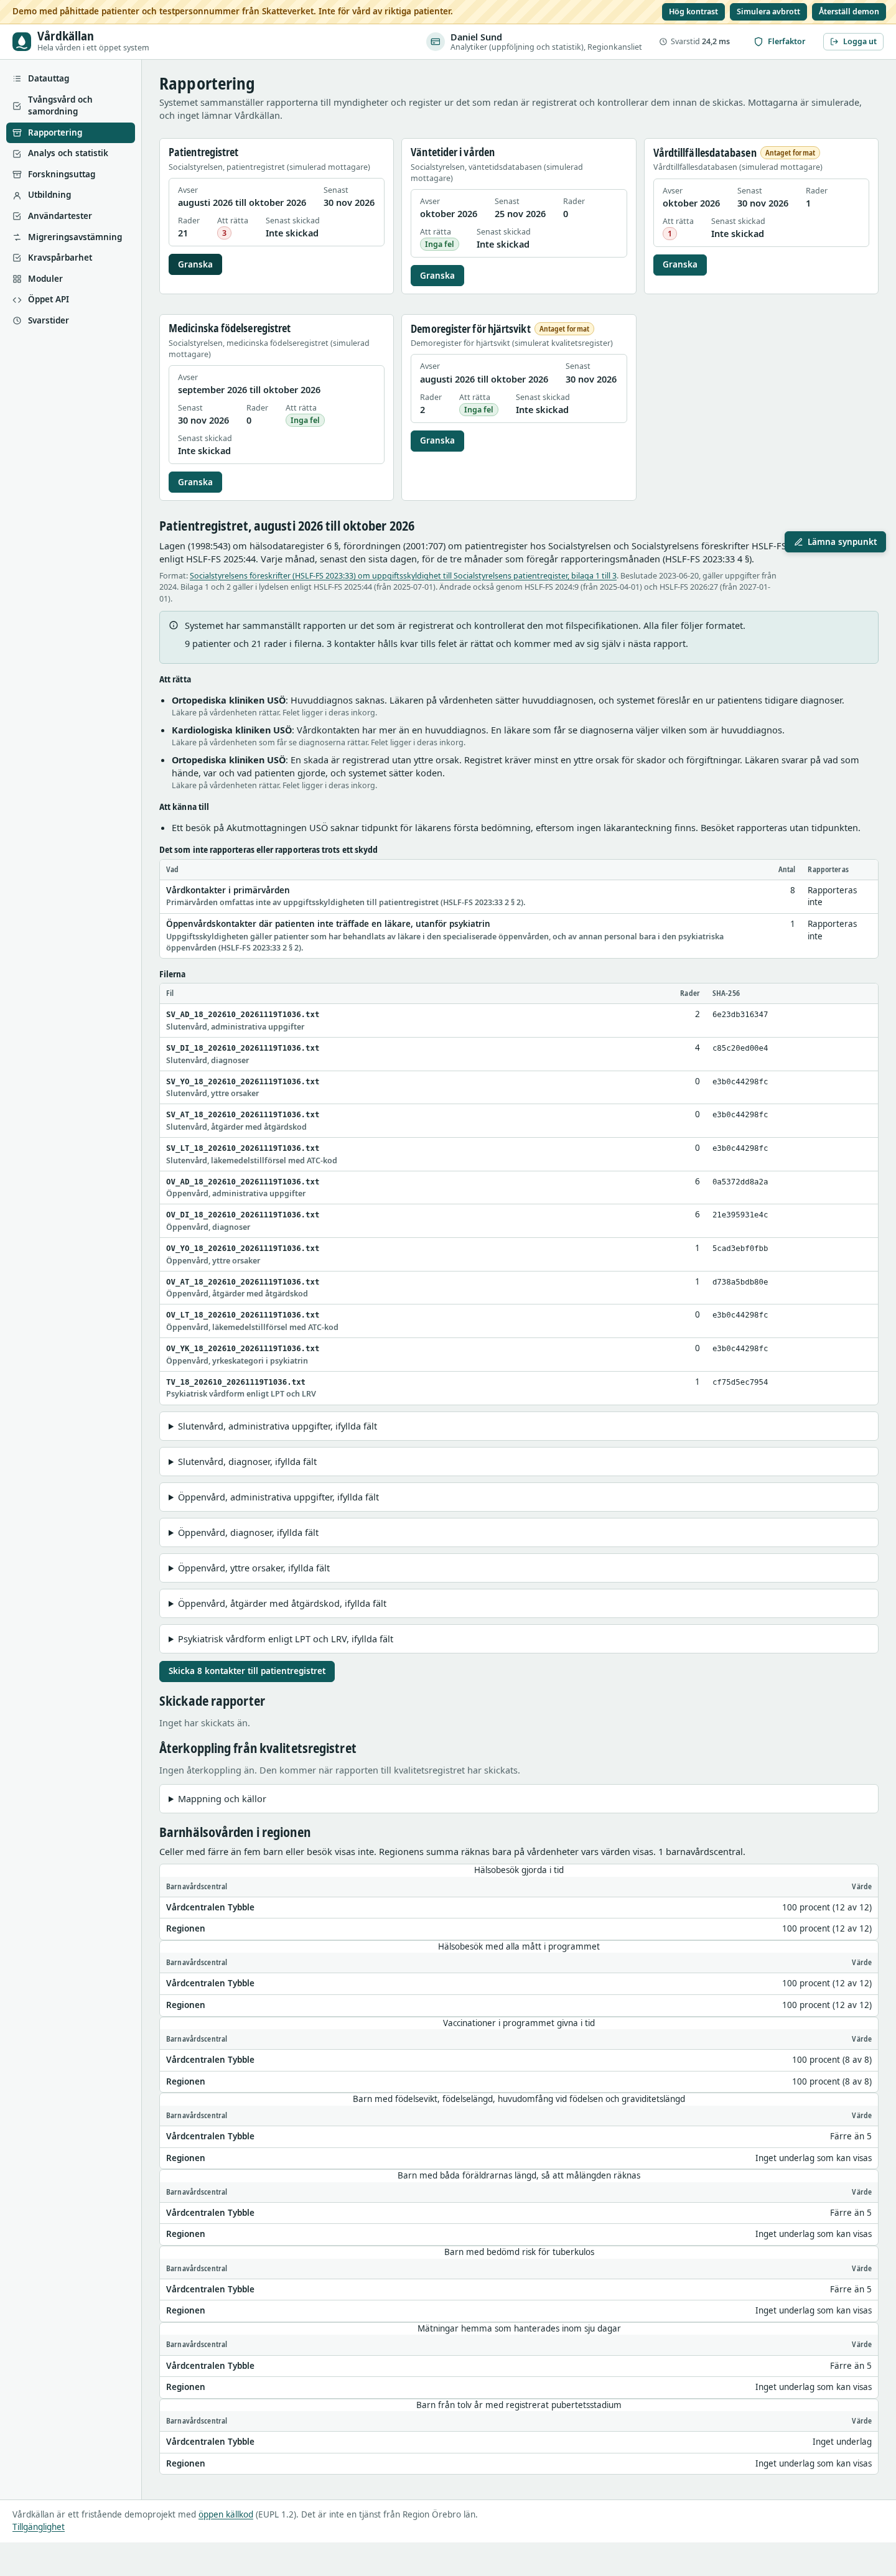 Demo med påhittade patienter och testpersonnummer från Skatteverket. Inte för vård av riktiga patienter.
Hög kontrast
Simulera avbrott
Återställ demon
Vårdkällan
Hela vården i ett öppet system
Daniel Sund
Analytiker (uppföljning och statistik), Regionkansliet
Svarstid 24,2 ms
Flerfaktor
Logga ut
Datauttag
Tvångsvård och
samordning
Rapportering
Analys och statistik
Forskningsuttag
Utbildning
Användartester
Migreringsavstämning
Kravspårbarhet
Moduler
Öppet API
Svarstider
Rapportering
Systemet sammanställer rapporterna till myndigheter och register ur det som redan är registrerat och kontrollerar dem innan de skickas. Mottagarna är simulerade,
och inget lämnar Vårdkällan.
Patientregistret
Socialstyrelsen, patientregistret (simulerad mottagare)
Avser
augusti 2026 till oktober 2026
Senast
30 nov 2026
Rader
21
Att rätta
3
Senast skickad
Inte skickad
Granska
Väntetider i vården
Socialstyrelsen, väntetidsdatabasen (simulerad
mottagare)
Avser
oktober 2026
Senast
25 nov 2026
Rader
0
Att rätta
Inga fel
Senast skickad
Inte skickad
Granska
Vårdtillfällesdatabasen
Antaget format
Vårdtillfällesdatabasen (simulerad mottagare)
Avser
oktober 2026
Senast
30 nov 2026
Rader
1
Att rätta
1
Senast skickad
Inte skickad
Granska
Medicinska födelseregistret
Socialstyrelsen, medicinska födelseregistret (simulerad
mottagare)
Avser
september 2026 till oktober 2026
Senast
30 nov 2026
Rader
0
Att rätta
Inga fel
Senast skickad
Inte skickad
Granska
Demoregister för hjärtsvikt
Antaget format
Demoregister för hjärtsvikt (simulerat kvalitetsregister)
Avser
augusti 2026 till oktober 2026
Senast
30 nov 2026
Rader
2
Att rätta
Inga fel
Senast skickad
Inte skickad
Granska
Patientregistret, augusti 2026 till oktober 2026
Lämna synpunkt
Lagen (1998:543) om hälsodataregister 6 §, förordningen (2001:707) om patientregister hos Socialstyrelsen och Socialstyrelsens föreskrifter HSLF-FS
enligt HSLF-FS 2025:44. Varje månad, senast den sista dagen, för de tre månader som föregår rapporteringsmånaden (HSLF-FS 2023:33 4 §).
Format: Socialstyrelsens föreskrifter (HSLF-FS 2023:33) om uppgiftsskyldighet till Socialstyrelsens patientregister, bilaga 1 till 3. Beslutade 2023-06-20, gäller uppgifter från
2024. Bilaga 1 och 2 gäller i lydelsen enligt HSLF-FS 2025:44 (från 2025-07-01). Ändrade också genom HSLF-FS 2024:9 (från 2025-04-01) och HSLF-FS 2026:27 (från 2027-01-
01).
Systemet har sammanställt rapporten ur det som är registrerat och kontrollerat den mot filspecifikationen. Alla filer följer formatet.
9 patienter och 21 rader i filerna. 3 kontakter hålls kvar tills felet är rättat och kommer med av sig själv i nästa rapport.
Att rätta
• Ortopediska kliniken USÖ: Huvuddiagnos saknas. Läkaren på vårdenheten sätter huvuddiagnosen, och systemet föreslår en ur patientens tidigare diagnoser.
Läkare på vårdenheten rättar. Felet ligger i deras inkorg.
• Kardiologiska kliniken USÖ: Vårdkontakten har mer än en huvuddiagnos. En läkare som får se diagnoserna väljer vilken som är huvuddiagnos.
Läkare på vårdenheten som får se diagnoserna rättar. Felet ligger i deras inkorg.
• Ortopediska kliniken USÖ: En skada är registrerad utan yttre orsak. Registret kräver minst en yttre orsak för skador och förgiftningar. Läkaren svarar på vad som
hände, var och vad patienten gjorde, och systemet sätter koden.
Läkare på vårdenheten rättar. Felet ligger i deras inkorg.
Att känna till
• Ett besök på Akutmottagningen USÖ saknar tidpunkt för läkarens första bedömning, eftersom ingen läkaranteckning finns. Besöket rapporteras utan tidpunkten.
Det som inte rapporteras eller rapporteras trots ett skydd
Vad Antal Rapporteras
Vårdkontakter i primärvården 8 Rapporteras
inte
Primärvården omfattas inte av uppgiftsskyldigheten till patientregistret (HSLF-FS 2023:33 2 § 2).
Öppenvårdskontakter där patienten inte träffade en läkare, utanför psykiatrin 1 Rapporteras
inte
Uppgiftsskyldigheten gäller patienter som har behandlats av läkare i den specialiserade öppenvården, och av annan personal bara i den psykiatriska
öppenvården (HSLF-FS 2023:33 2 § 2).
Filerna
Fil Rader SHA-256
SV_AD_18_202610_20261119T1036.txt 2 6e23db316347
Slutenvård, administrativa uppgifter
SV_DI_18_202610_20261119T1036.txt 4 c85c20ed00e4
Slutenvård, diagnoser
SV_YO_18_202610_20261119T1036.txt 0 e3b0c44298fc
Slutenvård, yttre orsaker
SV_AT_18_202610_20261119T1036.txt 0 e3b0c44298fc
Slutenvård, åtgärder med åtgärdskod
SV_LT_18_202610_20261119T1036.txt 0 e3b0c44298fc
Slutenvård, läkemedelstillförsel med ATC-kod
OV_AD_18_202610_20261119T1036.txt 6 0a5372dd8a2a
Öppenvård, administrativa uppgifter
OV_DI_18_202610_20261119T1036.txt 6 21e395931e4c
Öppenvård, diagnoser
OV_YO_18_202610_20261119T1036.txt 1 5cad3ebf0fbb
Öppenvård, yttre orsaker
OV_AT_18_202610_20261119T1036.txt 1 d738a5bdb80e
Öppenvård, åtgärder med åtgärdskod
OV_LT_18_202610_20261119T1036.txt 0 e3b0c44298fc
Öppenvård, läkemedelstillförsel med ATC-kod
OV_YK_18_202610_20261119T1036.txt 0 e3b0c44298fc
Öppenvård, yrkeskategori i psykiatrin
TV_18_202610_20261119T1036.txt 1 cf75d5ec7954
Psykiatrisk vårdform enligt LPT och LRV
Slutenvård, administrativa uppgifter, ifyllda fält
Slutenvård, diagnoser, ifyllda fält
Öppenvård, administrativa uppgifter, ifyllda fält
Öppenvård, diagnoser, ifyllda fält
Öppenvård, yttre orsaker, ifyllda fält
Öppenvård, åtgärder med åtgärdskod, ifyllda fält
Psykiatrisk vårdform enligt LPT och LRV, ifyllda fält
Skicka 8 kontakter till patientregistret
Skickade rapporter
Inget har skickats än.
Återkoppling från kvalitetsregistret
Ingen återkoppling än. Den kommer när rapporten till kvalitetsregistret har skickats.
Mappning och källor
Barnhälsovården i regionen
Celler med färre än fem barn eller besök visas inte. Regionens summa räknas bara på vårdenheter vars värden visas. 1 barnavårdscentral.
Hälsobesök gjorda i tid
Barnavårdscentral Värde
Vårdcentralen Tybble 100 procent (12 av 12)
Regionen 100 procent (12 av 12)
Hälsobesök med alla mått i programmet
Barnavårdscentral Värde
Vårdcentralen Tybble 100 procent (12 av 12)
Regionen 100 procent (12 av 12)
Vaccinationer i programmet givna i tid
Barnavårdscentral Värde
Vårdcentralen Tybble 100 procent (8 av 8)
Regionen 100 procent (8 av 8)
Barn med födelsevikt, födelselängd, huvudomfång vid födelsen och graviditetslängd
Barnavårdscentral Värde
Vårdcentralen Tybble Färre än 5
Regionen Inget underlag som kan visas
Barn med båda föräldrarnas längd, så att målängden räknas
Barnavårdscentral Värde
Vårdcentralen Tybble Färre än 5
Regionen Inget underlag som kan visas
Barn med bedömd risk för tuberkulos
Barnavårdscentral Värde
Vårdcentralen Tybble Färre än 5
Regionen Inget underlag som kan visas
Mätningar hemma som hanterades inom sju dagar
Barnavårdscentral Värde
Vårdcentralen Tybble Färre än 5
Regionen Inget underlag som kan visas
Barn från tolv år med registrerat pubertetsstadium
Barnavårdscentral Värde
Vårdcentralen Tybble Inget underlag
Regionen Inget underlag som kan visas
Vårdkällan är ett fristående demoprojekt med öppen källkod (EUPL 1.2). Det är inte en tjänst från Region Örebro län.
Tillgänglighet